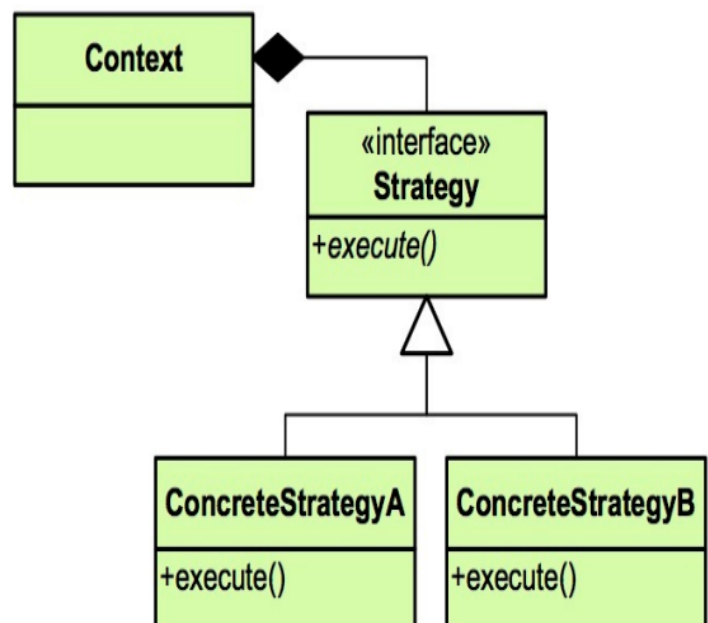 Context
«interface»
Strategy
+execute()
ConcreteStrategyA
+execute()
ConcreteStrategyB
+execute()